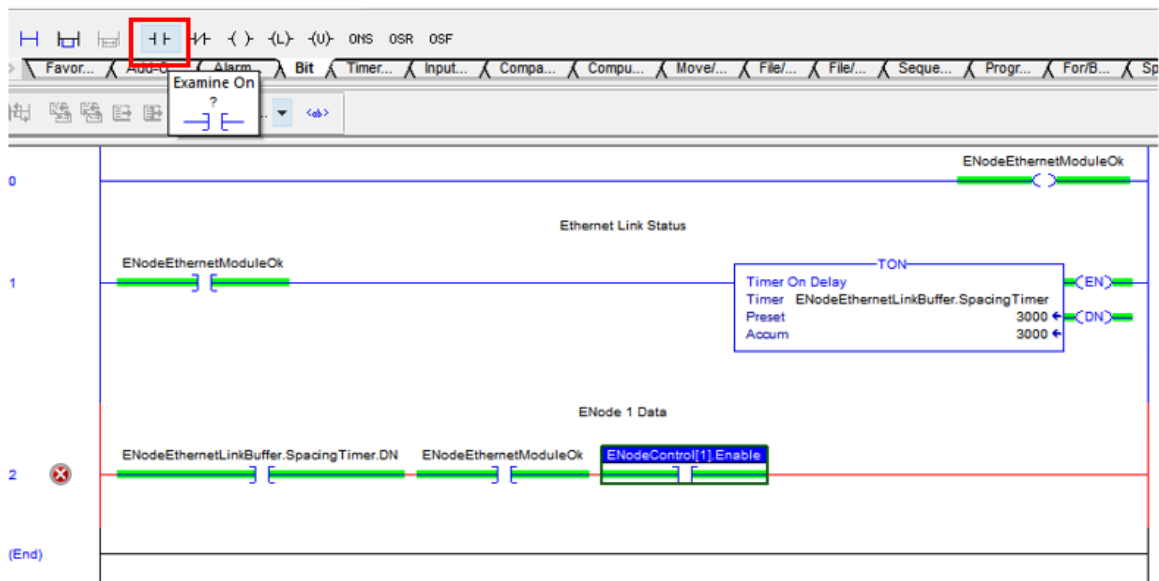 (L) (U) ONS OSR OSF
Favor... Add-O... Alarm... Bit Timer... Input... Compa... Compu... Move/... File/... File/... Seque... Progr... For/B... Sp
Examine On
?
... <ab>
ENodeEthernetModuleOk
0
Ethernet Link Status
ENodeEthernetModuleOk
TON
1
Timer On Delay
(EN)
Timer ENodeEthernetLinkBuffer.SpacingTimer
Preset 3000
(DN)
Accum 3000
ENode 1 Data
ENodeEthernetLinkBuffer.SpacingTimer.DN ENodeEthernetModuleOk ENodeControl[1].Enable
2
(End)